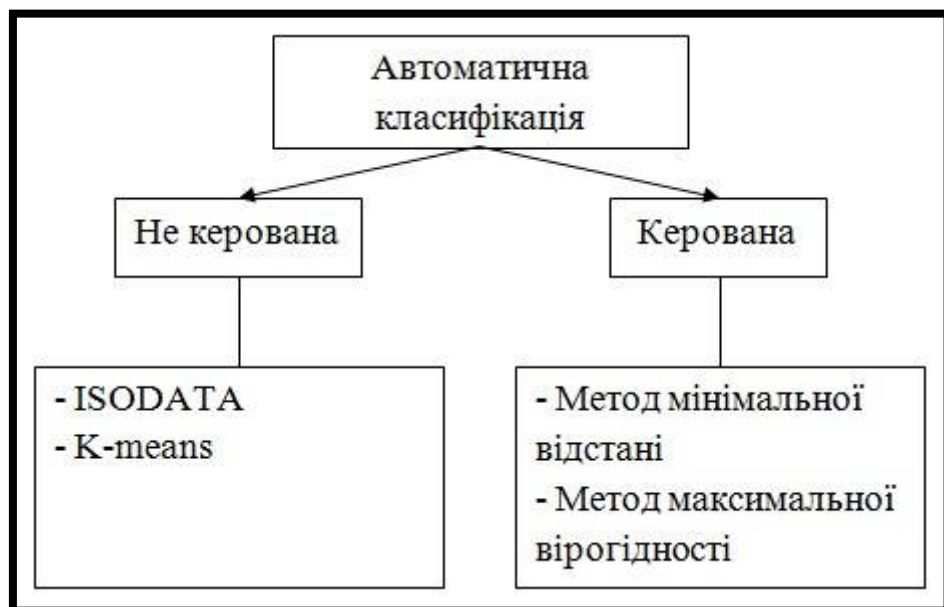 Автоматична
класифікація
Не керована
Керована
- ISODATA
- K-means
- Метод мінімальної
відстані
- Метод максимальної
вірогідності